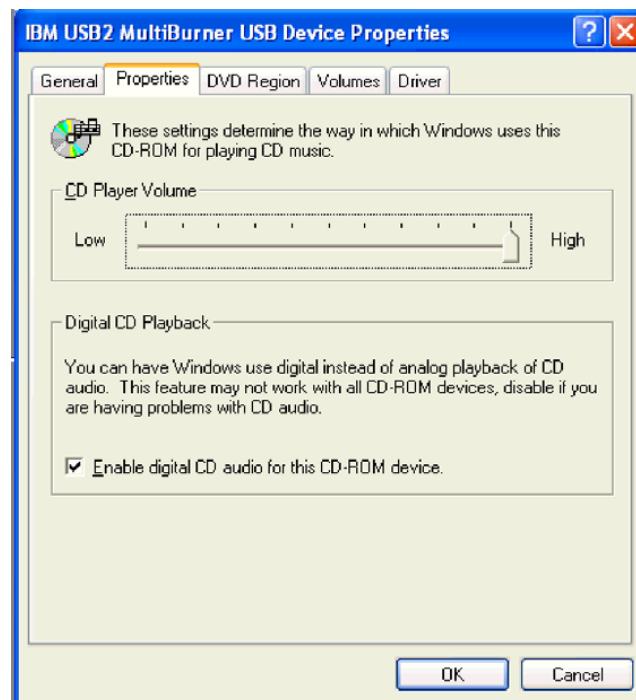 IBM USB2 MultiBurner USB Device Properties
General Properties DVD Region Volumes Driver
These settings determine the way in which Windows uses this
CD-ROM for playing CD music.
CD Player Volume
Low High
Digital CD Playback
You can have Windows use digital instead of analog playback of CD
audio. This feature may not work with all CD-ROM devices, disable if you
are having problems with CD audio.
Enable digital CD audio for this CD-ROM device.
OK Cancel